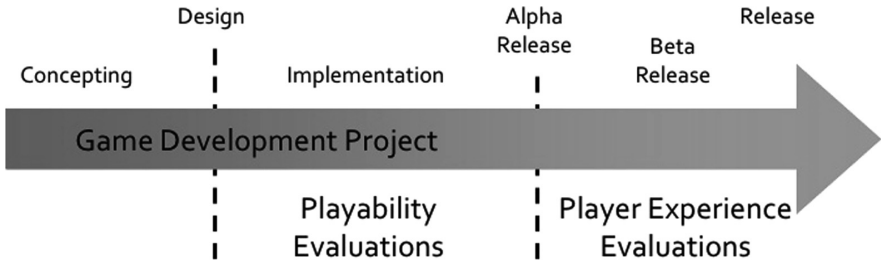 Design
Alpha
Release
Release
Beta
Release
Concepting
Implementation
Game Development Project
Playability
Evaluations
Player Experience
Evaluations